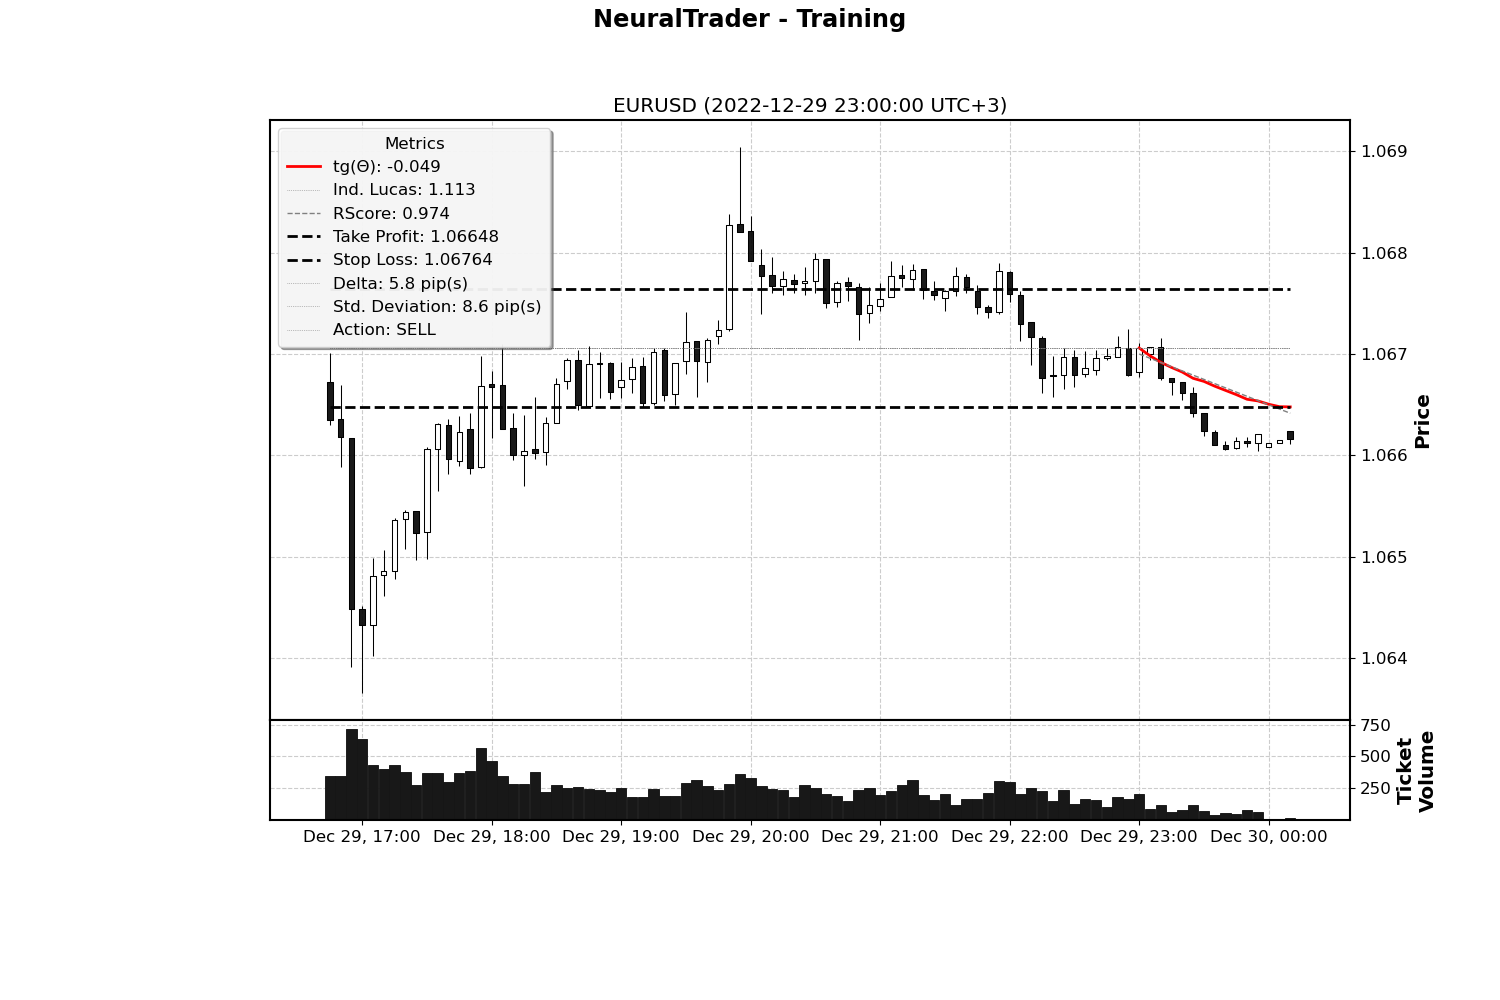 NeuralTrader - Training
EURUSD (2022-12-29 23:00:00 UTC+3)
Metrics
tg(Θ): -0.049
Ind. Lucas: 1.113
RScore: 0.974
Take Profit: 1.06648
Stop Loss: 1.06764
Delta: 5.8 pip(s)
Std. Deviation: 8.6 pip(s)
Action: SELL
1.069
1.068
1.067
1.066
1.065
1.064
Price
750
500
250
Ticket
Volume
Dec 29, 17:00 Dec 29, 18:00 Dec 29, 19:00 Dec 29, 20:00 Dec 29, 21:00 Dec 29, 22:00 Dec 29, 23:00 Dec 30, 00:00